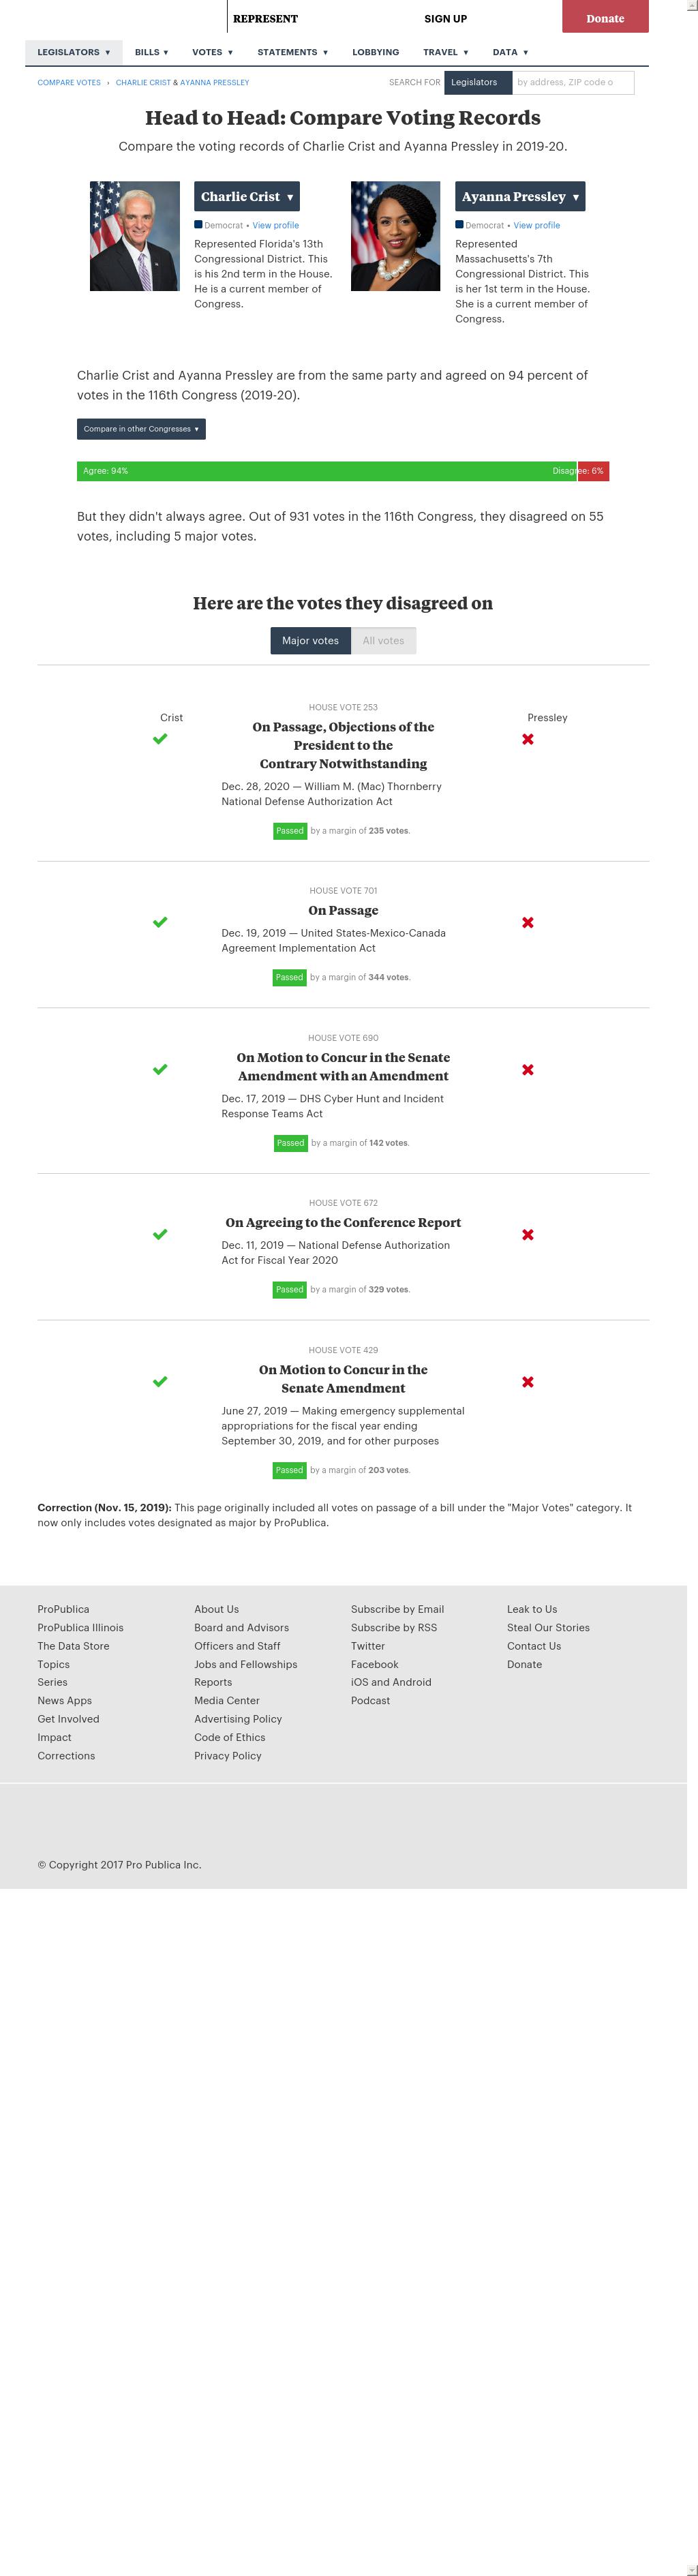 REPRESENT
SIGN UP
Donate
LEGISLATORS ▾ BILLS ▾ VOTES ▾ STATEMENTS ▾ LOBBYING TRAVEL ▾ DATA ▾
COMPARE VOTES › CHARLIE CRIST & AYANNA PRESSLEY
SEARCH FOR Legislators by address, ZIP code o
Head to Head: Compare Voting Records
Compare the voting records of Charlie Crist and Ayanna Pressley in 2019-20.
Charlie Crist ▾
Democrat • View profile
Represented Florida's 13th
Congressional District. This
is his 2nd term in the House.
He is a current member of
Congress.
Ayanna Pressley ▾
Democrat • View profile
Represented
Massachusetts's 7th
Congressional District. This
is her 1st term in the House.
She is a current member of
Congress.
Charlie Crist and Ayanna Pressley are from the same party and agreed on 94 percent of
votes in the 116th Congress (2019-20).
Compare in other Congresses ▾
Agree: 94% Disagree: 6%
But they didn't always agree. Out of 931 votes in the 116th Congress, they disagreed on 55
votes, including 5 major votes.
Here are the votes they disagreed on
Major votes All votes
Crist
Pressley
HOUSE VOTE 253
On Passage, Objections of the
President to the
Contrary Notwithstanding
Dec. 28, 2020 — William M. (Mac) Thornberry
National Defense Authorization Act
Passed by a margin of 235 votes.
HOUSE VOTE 701
On Passage
Dec. 19, 2019 — United States-Mexico-Canada
Agreement Implementation Act
Passed by a margin of 344 votes.
HOUSE VOTE 690
On Motion to Concur in the Senate
Amendment with an Amendment
Dec. 17, 2019 — DHS Cyber Hunt and Incident
Response Teams Act
Passed by a margin of 142 votes.
HOUSE VOTE 672
On Agreeing to the Conference Report
Dec. 11, 2019 — National Defense Authorization
Act for Fiscal Year 2020
Passed by a margin of 329 votes.
HOUSE VOTE 429
On Motion to Concur in the
Senate Amendment
June 27, 2019 — Making emergency supplemental
appropriations for the fiscal year ending
September 30, 2019, and for other purposes
Passed by a margin of 203 votes.
Correction (Nov. 15, 2019): This page originally included all votes on passage of a bill under the "Major Votes" category. It
now only includes votes designated as major by ProPublica.
ProPublica
ProPublica Illinois
The Data Store
Topics
Series
News Apps
Get Involved
Impact
Corrections
About Us
Board and Advisors
Officers and Staff
Jobs and Fellowships
Reports
Media Center
Advertising Policy
Code of Ethics
Privacy Policy
Subscribe by Email
Subscribe by RSS
Twitter
Facebook
iOS and Android
Podcast
Leak to Us
Steal Our Stories
Contact Us
Donate
© Copyright 2017 Pro Publica Inc.